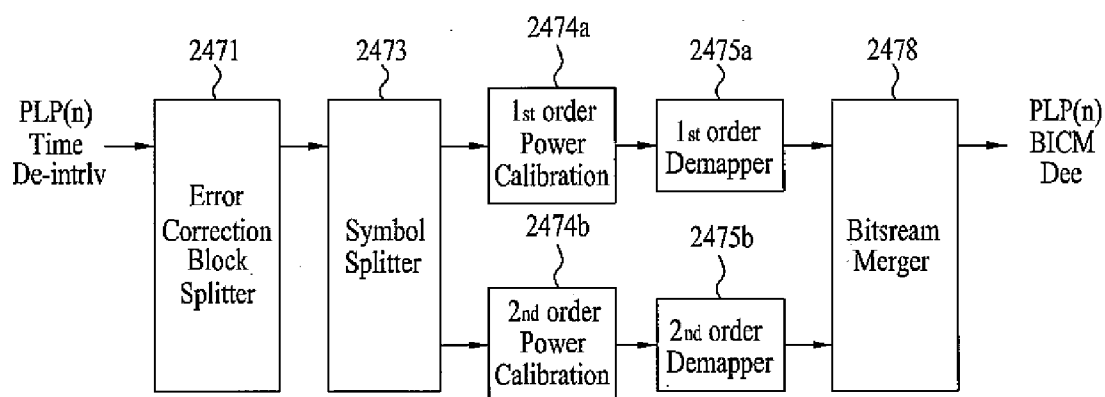 2471
2473
2474a
2475a
2478
PLP(n)
Time
De-intrlv
Error
Correction
Block
Splitter
Symbol
Splitter
1st order
Power
Calibration
1st order
Demapper
2474b
2475b
2nd order
Power
Calibration
2nd order
Demapper
Bitsream
Merger
PLP(n)
BICM
Dee